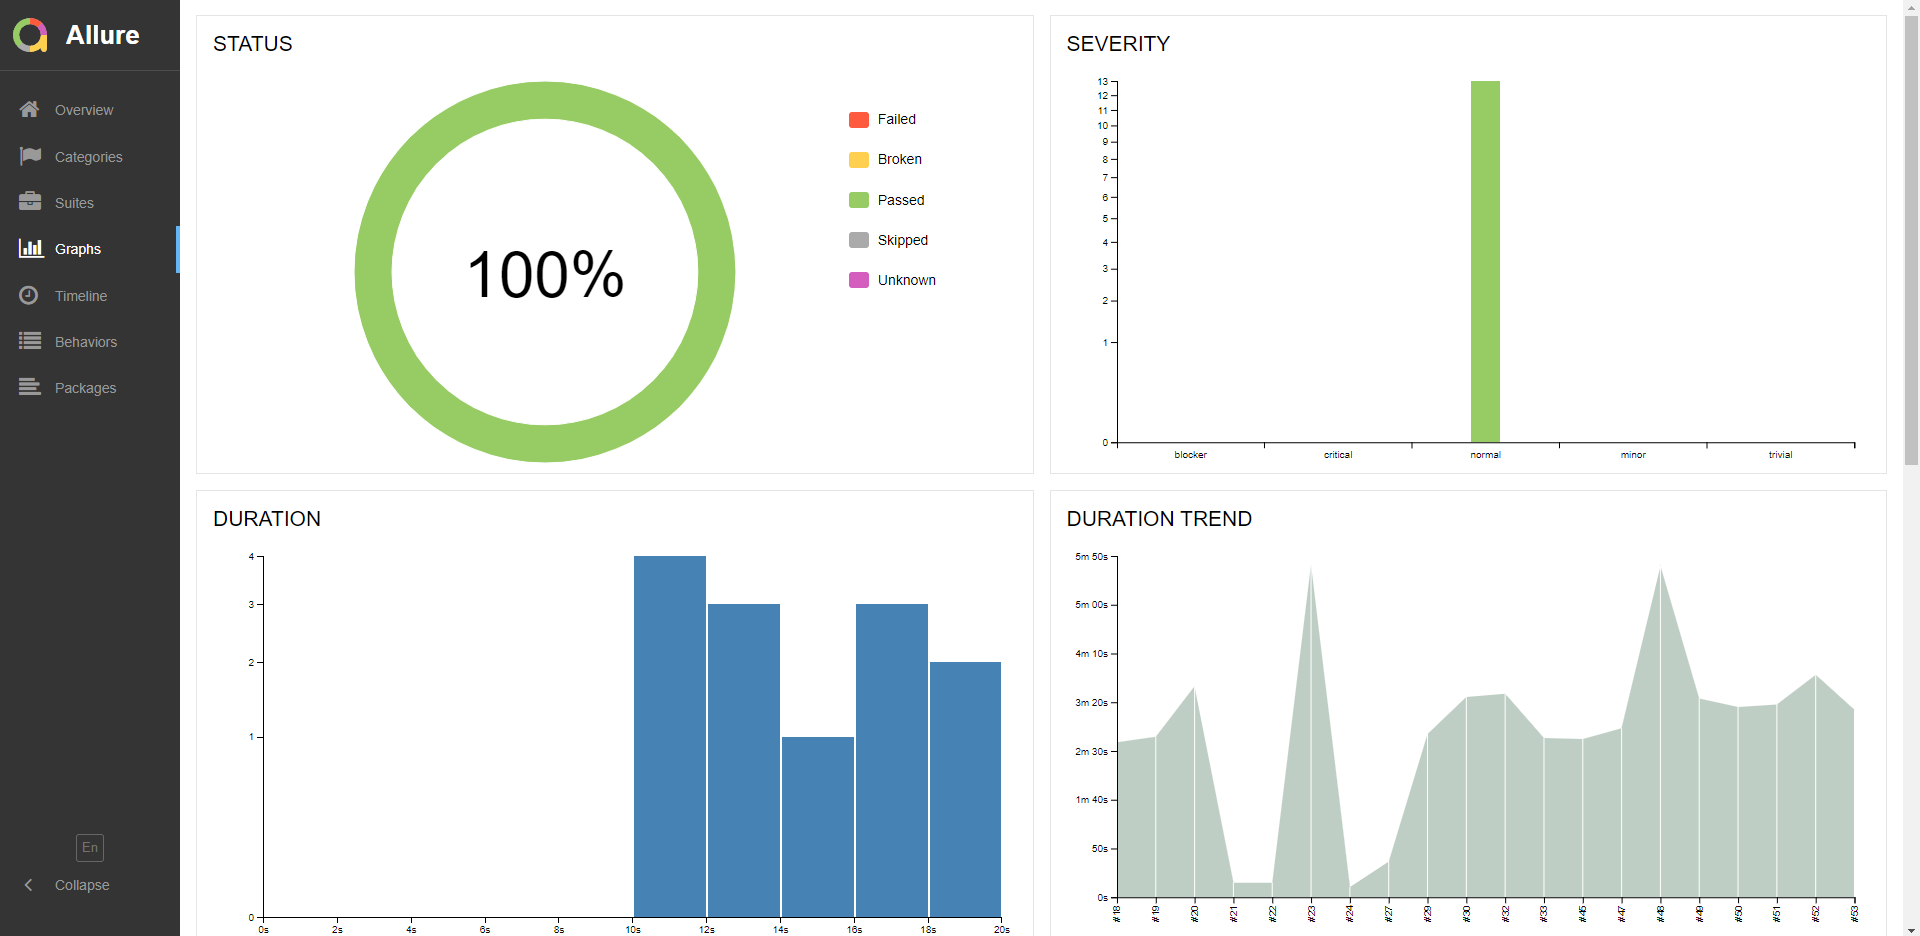 Allure
Overview
Categories
Suites
Graphs
Timeline
Behaviors
Packages
En
Collapse
STATUS
100%
Failed
Broken
Passed
Skipped
Unknown
SEVERITY
13
12
11
10
9
8
7
6
5
4
3
2
1
0
blocker critical normal minor trivial
DURATION
4
3
2
1
0
0s 2s 4s 6s 8s 10s 12s 14s 16s 18s 20s
DURATION TREND
5m 50s
5m 00s
4m 10s
3m 20s
2m 30s
1m 40s
50s
0s
#18 #19 #20 #21 #22 #23 #24 #27 #29 #30 #32 #33 #45 #47 #48 #49 #50 #51 #52 #53